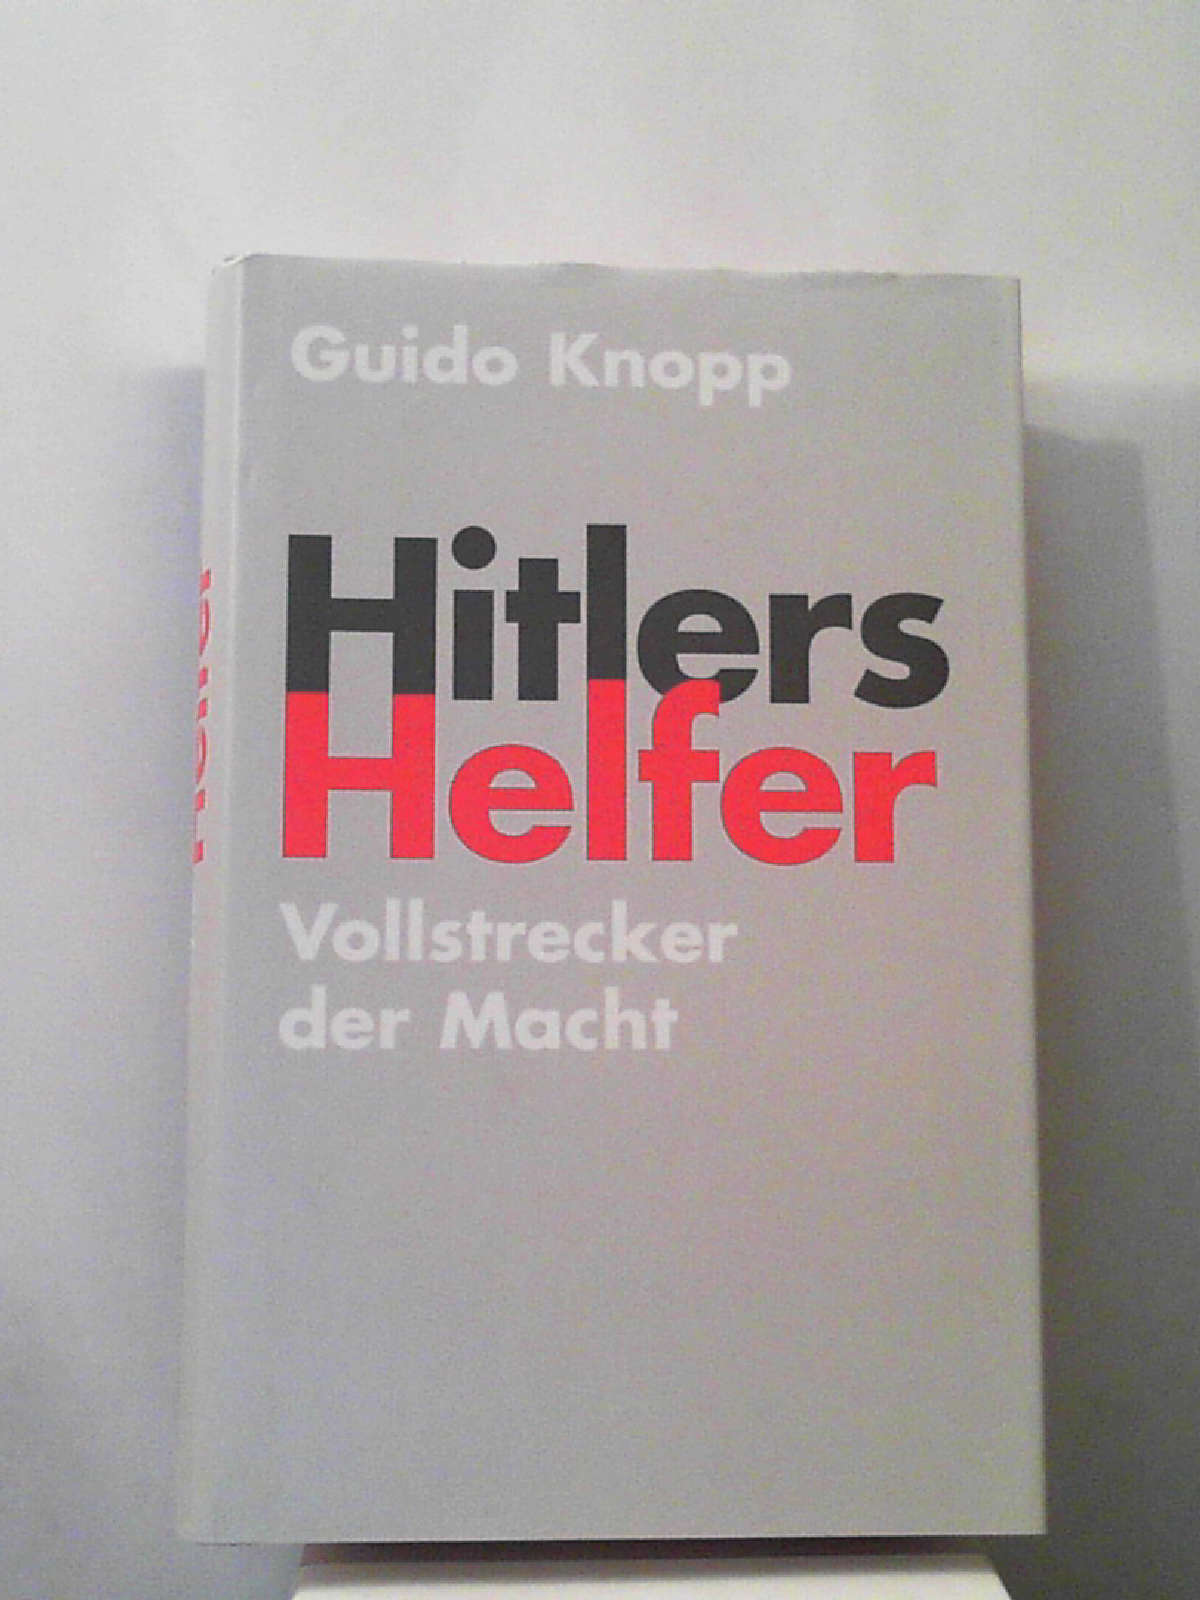 Guido Knopp
Hitlers
Helfer
Vollstrecker
der Macht